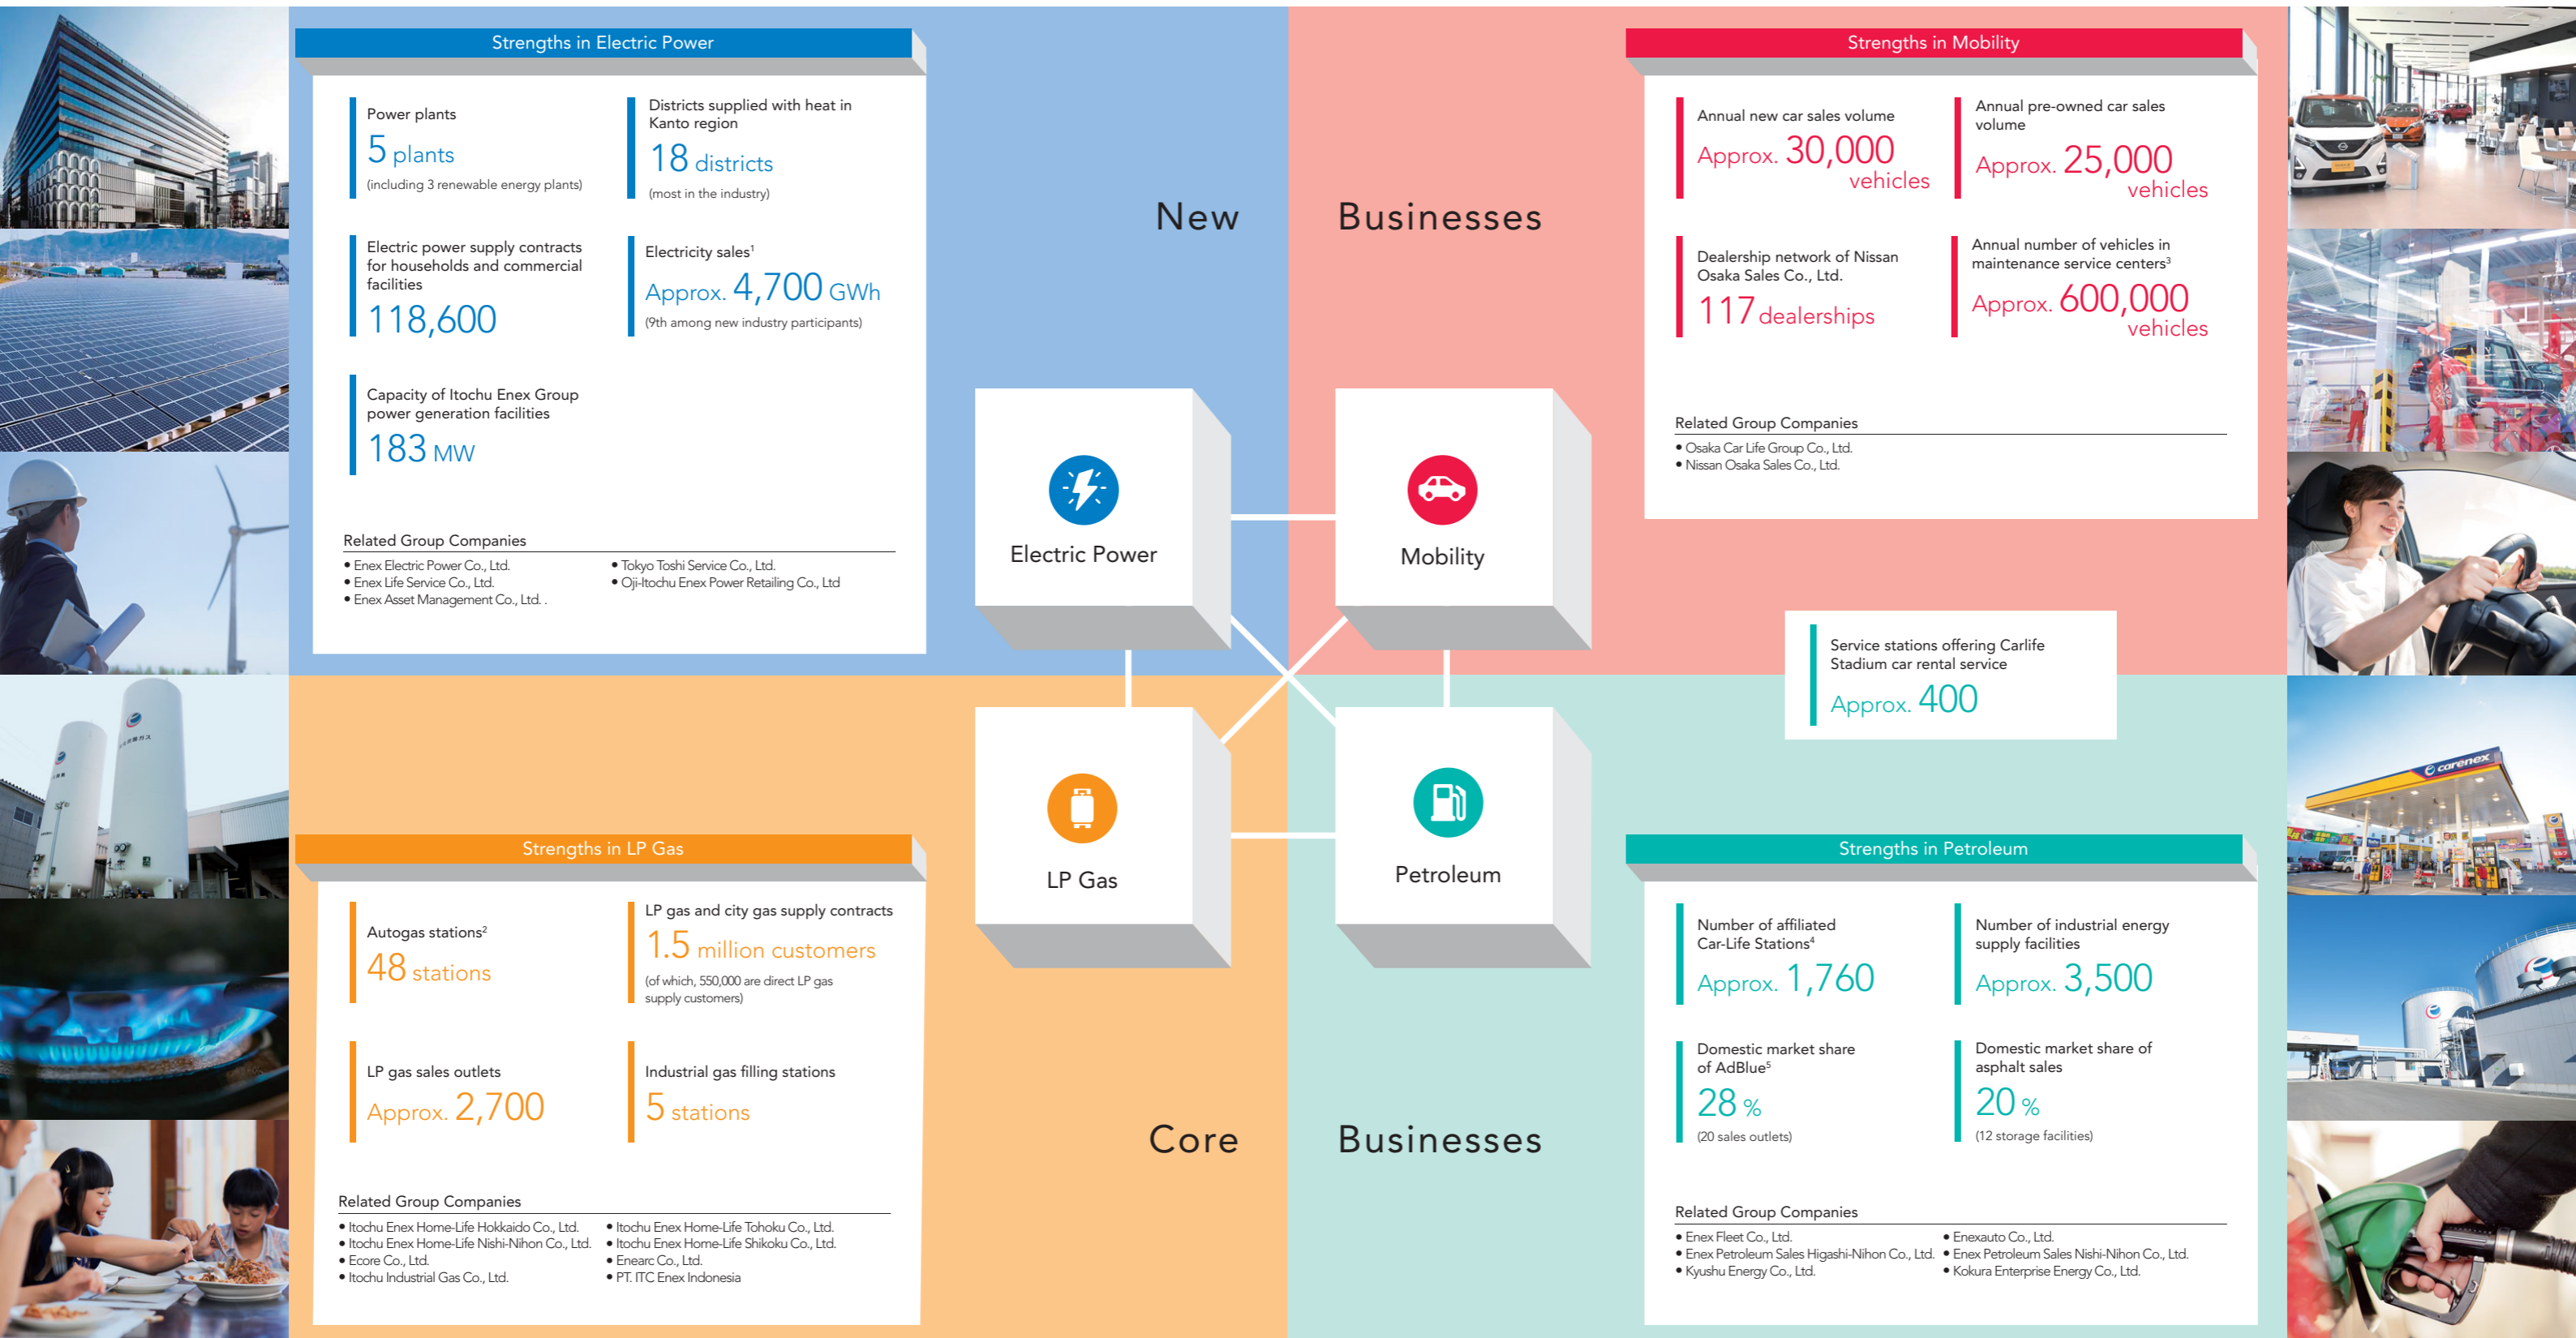 Strengths in Electric Power
Power plants
5 plants
(including 3 renewable energy plants)
Districts supplied with heat in
Kanto region
18 districts
(most in the industry)
Electric power supply contracts
for households and commercial
facilities
118,600
Electricity sales¹
Approx. 4,700 GWh
(9th among new industry participants)
Capacity of Itochu Enex Group
power generation facilities
183 MW
Related Group Companies
• Enex Electric Power Co., Ltd.
• Enex Life Service Co., Ltd.
• Enex Asset Management Co., Ltd. .
• Tokyo Toshi Service Co., Ltd.
• Oji-Itochu Enex Power Retailing Co., Ltd
New Businesses
Strengths in Mobility
Annual new car sales volume
Approx. 30,000
vehicles
Annual pre-owned car sales
volume
Approx. 25,000
vehicles
Dealership network of Nissan
Osaka Sales Co., Ltd.
117 dealerships
Annual number of vehicles in
maintenance service centers³
Approx. 600,000
vehicles
Related Group Companies
• Osaka Car Life Group Co., Ltd.
• Nissan Osaka Sales Co., Ltd.
Electric Power
Mobility
Service stations offering Carlife
Stadium car rental service
Approx. 400
LP Gas
Petroleum
carenex
Strengths in LP Gas
Autogas stations²
48 stations
LP gas and city gas supply contracts
1.5 million customers
(of which, 550,000 are direct LP gas
supply customers)
LP gas sales outlets
Approx. 2,700
Industrial gas filling stations
5 stations
Related Group Companies
• Itochu Enex Home-Life Hokkaido Co., Ltd.
• Itochu Enex Home-Life Nishi-Nihon Co., Ltd.
• Ecore Co., Ltd.
• Itochu Industrial Gas Co., Ltd.
• Itochu Enex Home-Life Tohoku Co., Ltd.
• Itochu Enex Home-Life Shikoku Co., Ltd.
• Enearc Co., Ltd.
• PT. ITC Enex Indonesia
Core Businesses
Strengths in Petroleum
Number of affiliated
Car-Life Stations⁴
Approx. 1,760
Number of industrial energy
supply facilities
Approx. 3,500
Domestic market share
of AdBlue⁵
28 %
(20 sales outlets)
Domestic market share of
asphalt sales
20 %
(12 storage facilities)
Related Group Companies
• Enex Fleet Co., Ltd.
• Enex Petroleum Sales Higashi-Nihon Co., Ltd.
• Kyushu Energy Co., Ltd.
• Enexauto Co., Ltd.
• Enex Petroleum Sales Nishi-Nihon Co., Ltd.
• Kokura Enterprise Energy Co., Ltd.